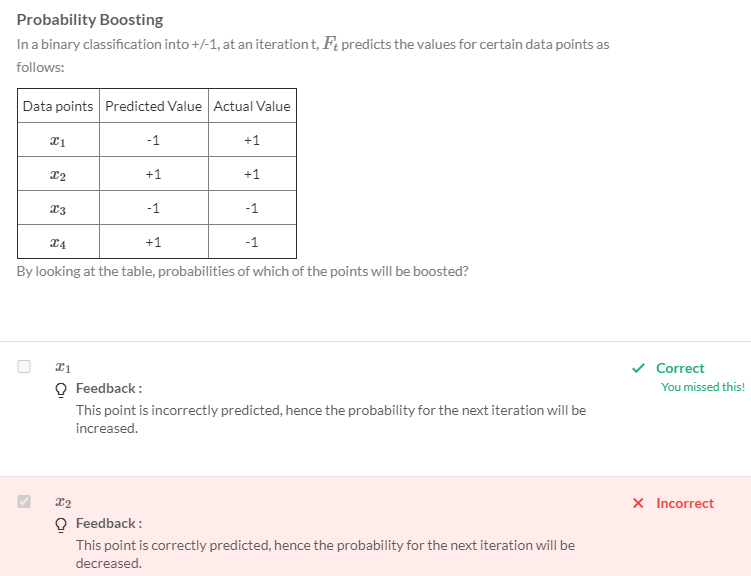 Probability Boosting
In a binary classification into +/-1, at an iteration t, Fₜ predicts the values for certain data points as
follows:
Data points Predicted Value Actual Value
x₁ -1 +1
x₂ +1 +1
x₃ -1 -1
x₄ +1 -1
By looking at the table, probabilities of which of the points will be boosted?
x₁ ✓ Correct
Feedback : You missed this!
This point is incorrectly predicted, hence the probability for the next iteration will be
increased.
x₂ ✕ Incorrect
Feedback :
This point is correctly predicted, hence the probability for the next iteration will be
decreased.